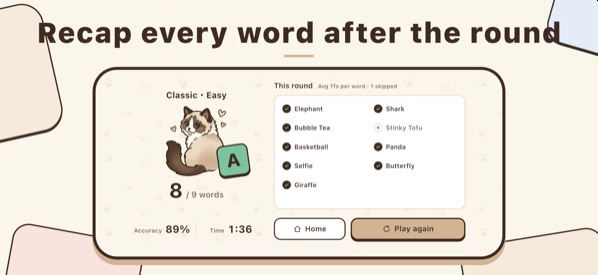 Recap every word after the round
Classic • Easy
A
8 / 9 words
Accuracy 89% Time 1:36
This round Avg 11s per word · 1 skipped
Elephant
Bubble Tea
Basketball
Selfie
Giraffe
Shark
Stinky Tofu
Panda
Butterfly
Home
Play again